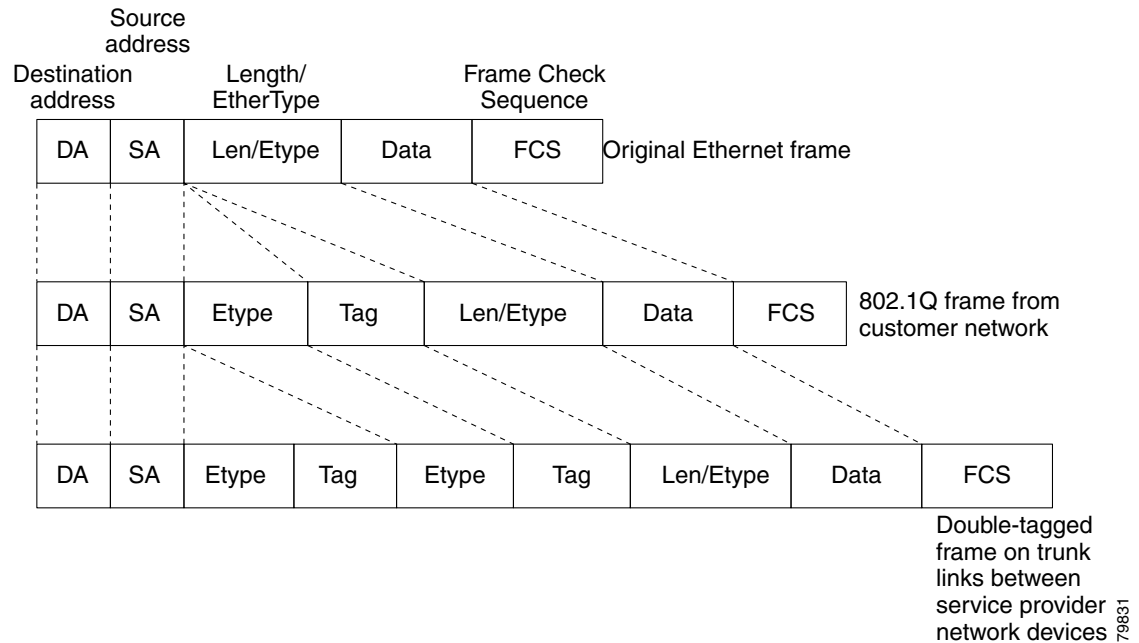 Source
address
Destination
address
Length/
EtherType
Frame Check
Sequence
DA SA Len/Etype Data FCS Original Ethernet frame
DA SA Etype Tag Len/Etype Data FCS
802.1Q frame from
customer network
DA SA Etype Tag Etype Tag Len/Etype Data FCS
Double-tagged
frame on trunk
links between
service provider
network devices
79831